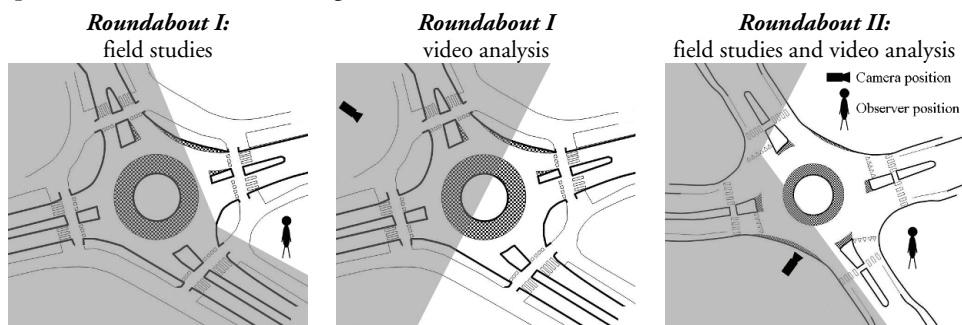 Roundabout I:
field studies
Roundabout I
video analysis
Roundabout II:
field studies and video analysis
Camera position
Observer position